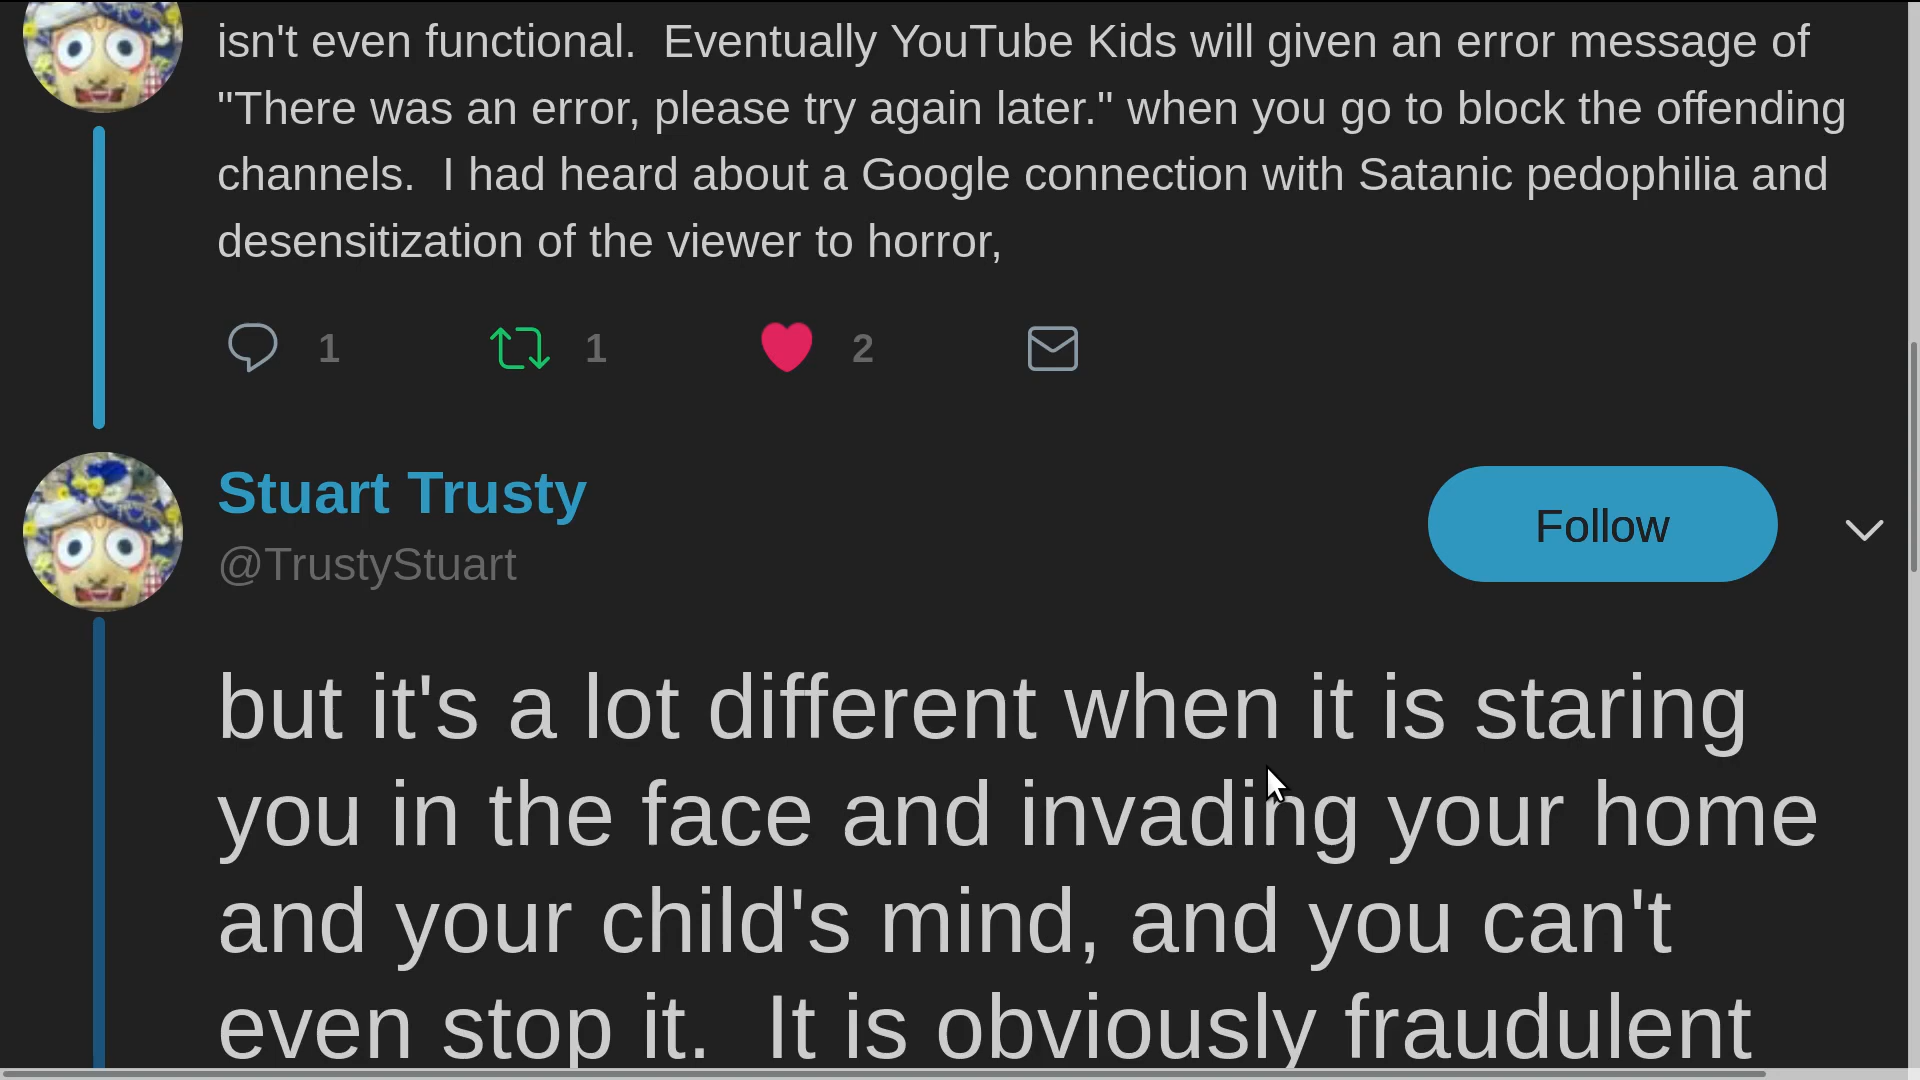 isn't even functional.  Eventually YouTube Kids will given an error message of
"There was an error, please try again later." when you go to block the offending
channels.  I had heard about a Google connection with Satanic pedophilia and
desensitization of the viewer to horror,
1 1 2
Stuart Trusty
@TrustyStuart
Follow
but it's a lot different when it is staring
you in the face and invading your home
and your child's mind, and you can't
even stop it.  It is obviously fraudulent